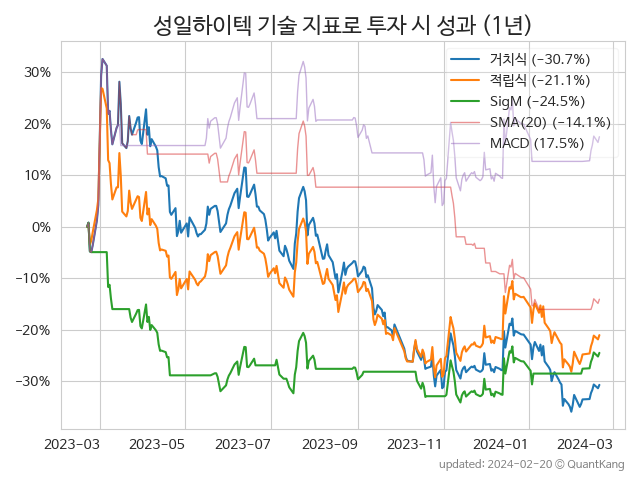 성일하이텍 기술 지표로 투자 시 성과 (1년)
거치식 (−30.7%)
적립식 (−21.1%)
SigM (−24.5%)
SMA(20) (−14.1%)
MACD (17.5%)
30%
20%
10%
0%
−10%
−20%
−30%
2023-03 2023-05 2023-07 2023-09 2023-11 2024-01 2024-03
updated: 2024-02-20 ⓒ QuantKang